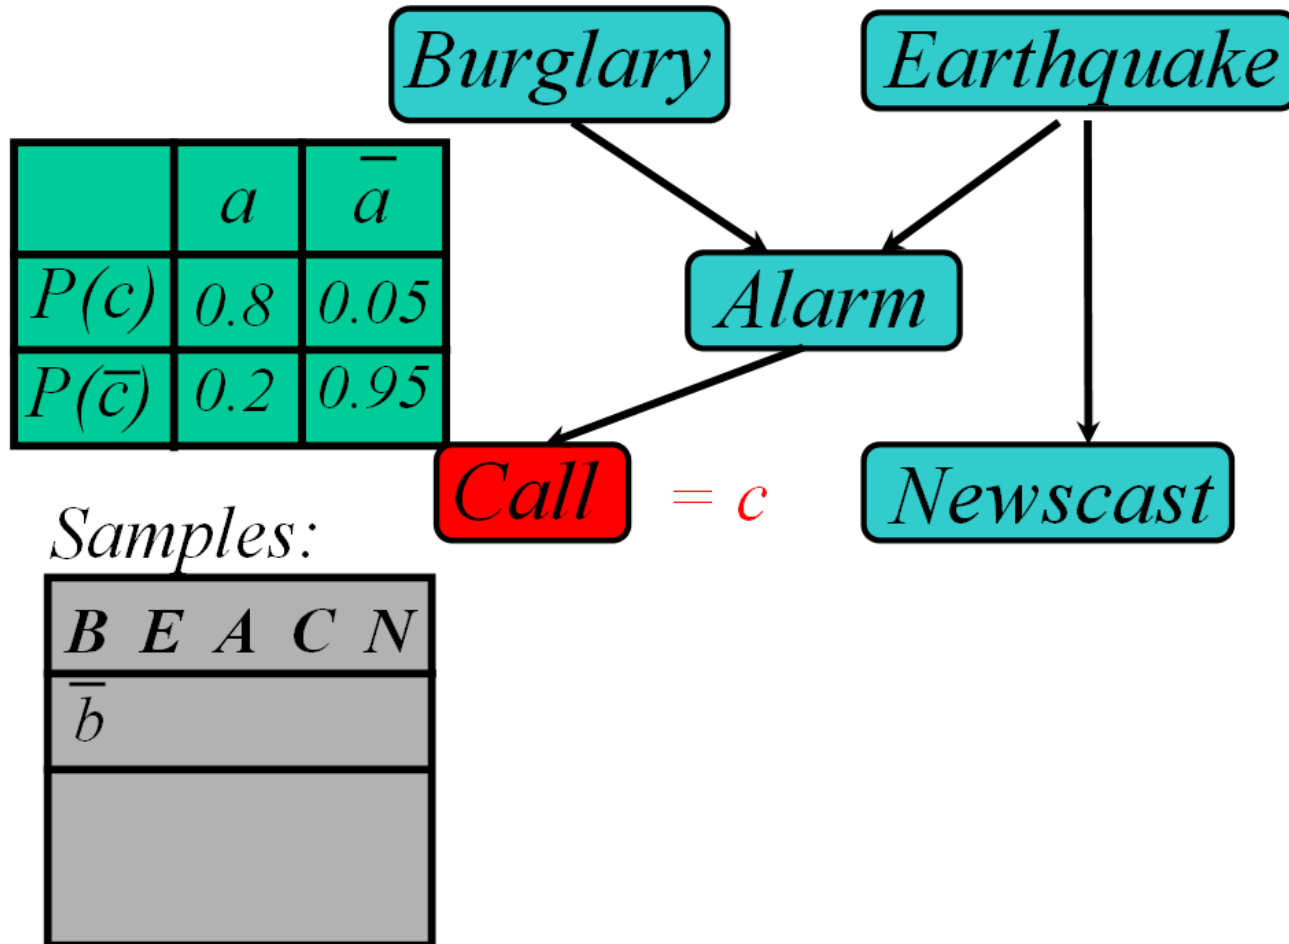 Burglary Earthquake
a a̅
Alarm
P(c) 0.8 0.05
P(c̅) 0.2 0.95
Call = c Newscast
Samples:
B E A C N
b̅